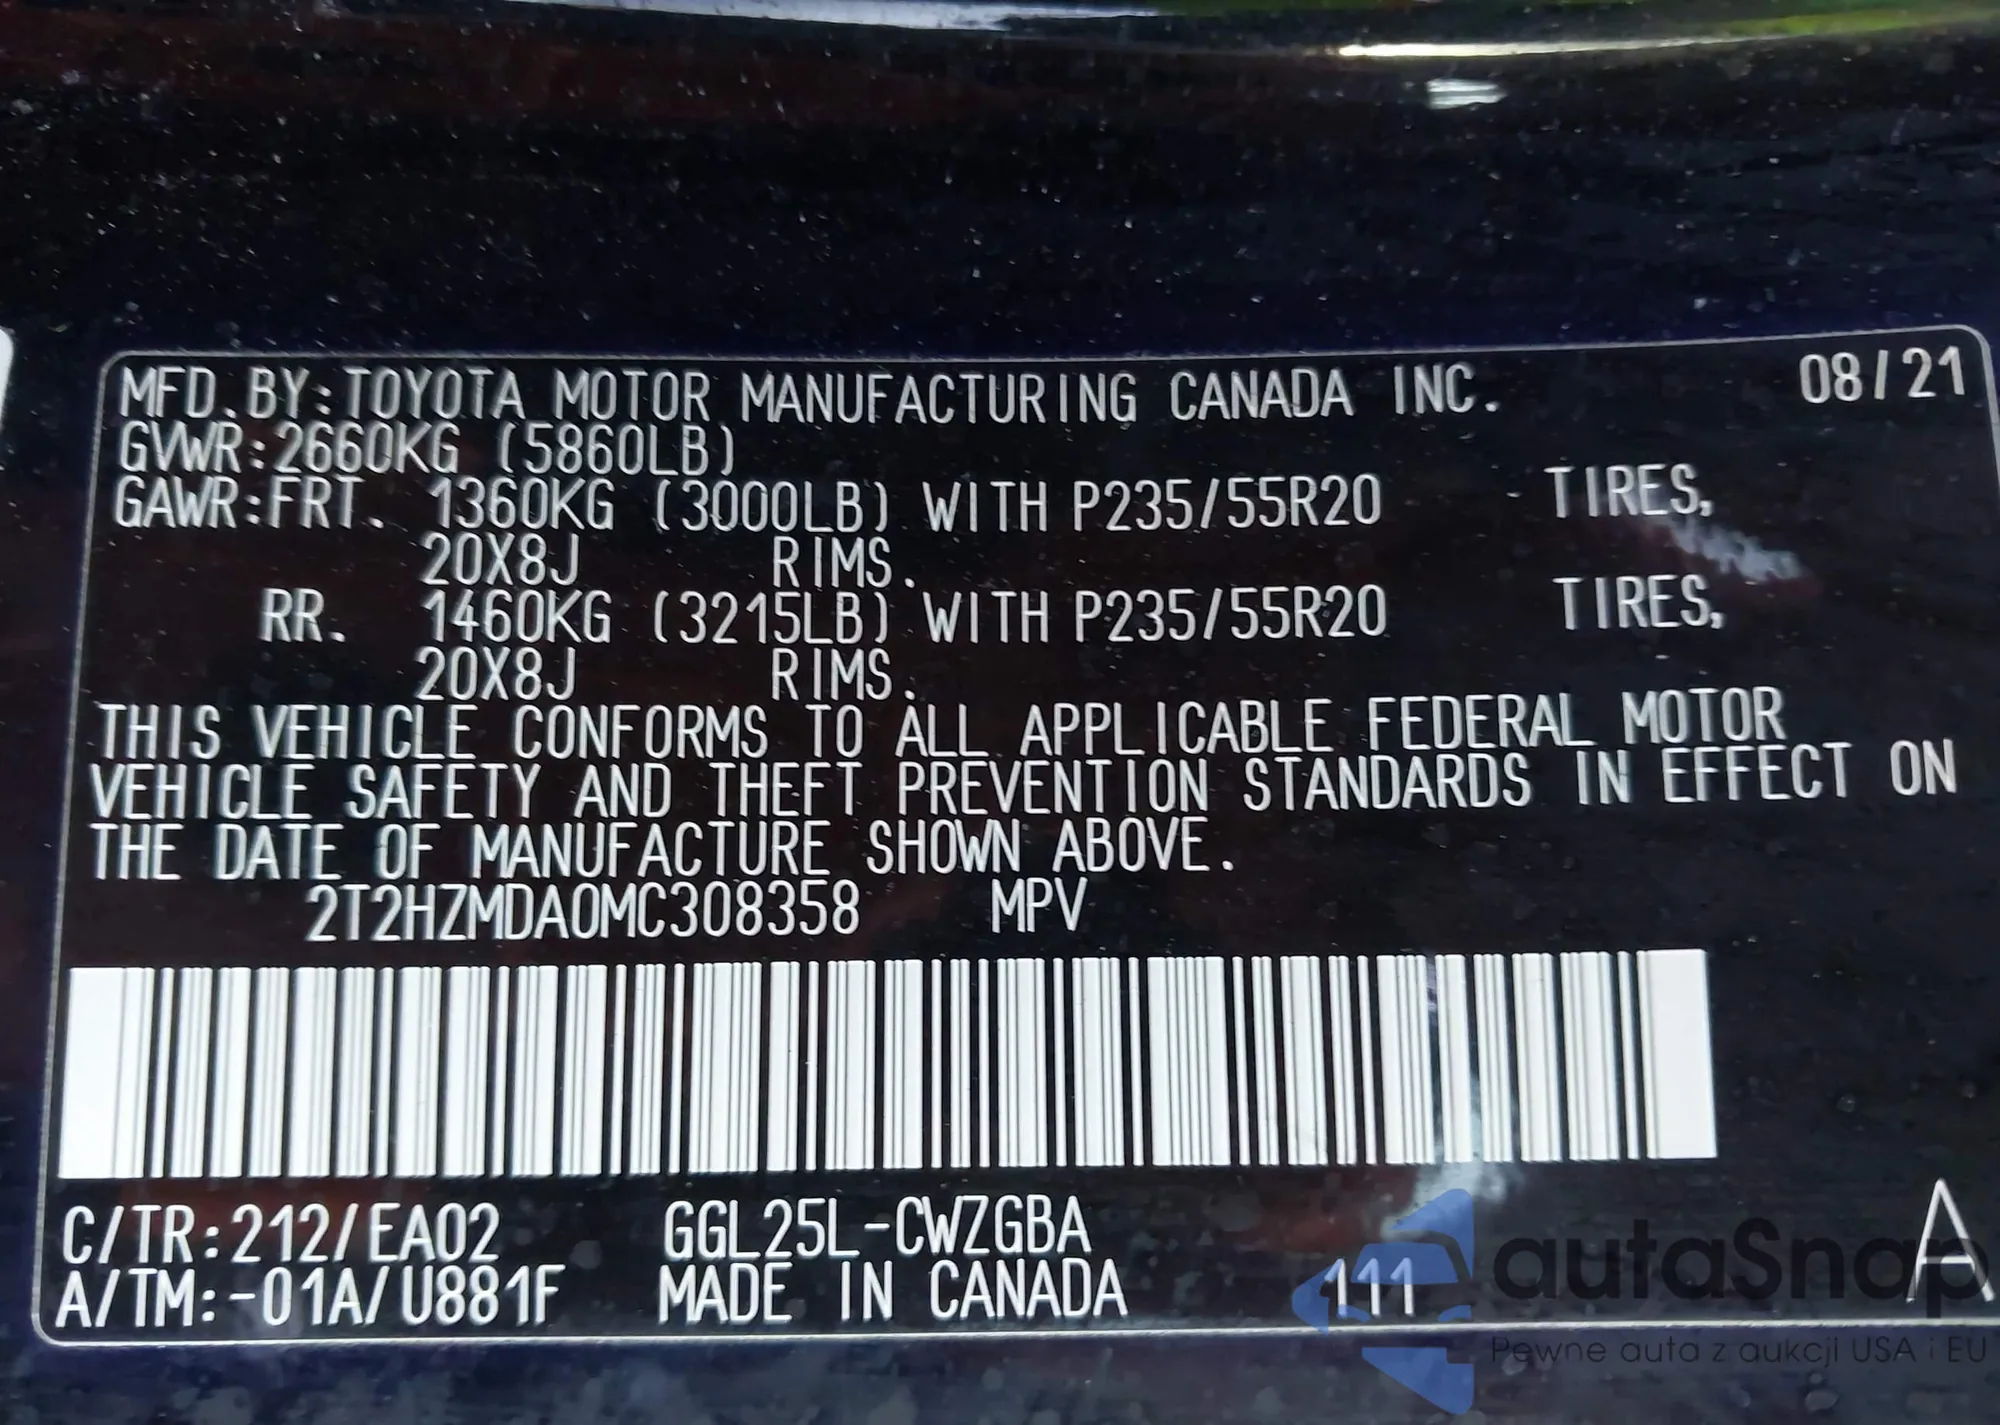 MFD. BY: TOYOTA MOTOR MANUFACTURING CANADA INC. 08/21
GVWR: 2660KG (5860LB)
GAWR: FRT. 1360KG (3000LB) WITH P235/55R20 TIRES,
20X8J RIMS.
RR. 1460KG (3215LB) WITH P235/55R20 TIRES,
20X8J RIMS.
THIS VEHICLE CONFORMS TO ALL APPLICABLE FEDERAL MOTOR
VEHICLE SAFETY AND THEFT PREVENTION STANDARDS IN EFFECT ON
THE DATE OF MANUFACTURE SHOWN ABOVE.
2T2HZMDA0MC308358 MPV
C/TR: 212/EA02 GGL25L-CWZGBA A
A/TM: -01A/U881F MADE IN CANADA 111
autaSnap
Pewne auta z aukcji USA i EU